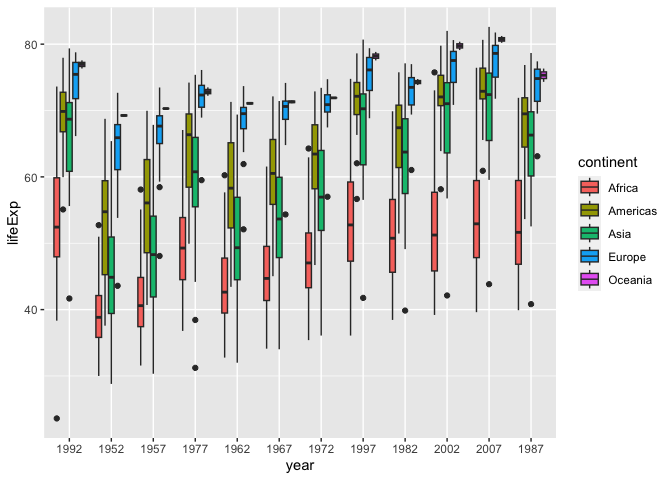 80
60
40
lifeExp
1992 1952 1957 1977 1962 1967 1972 1997 1982 2002 2007 1987
year
continent
Africa
Americas
Asia
Europe
Oceania